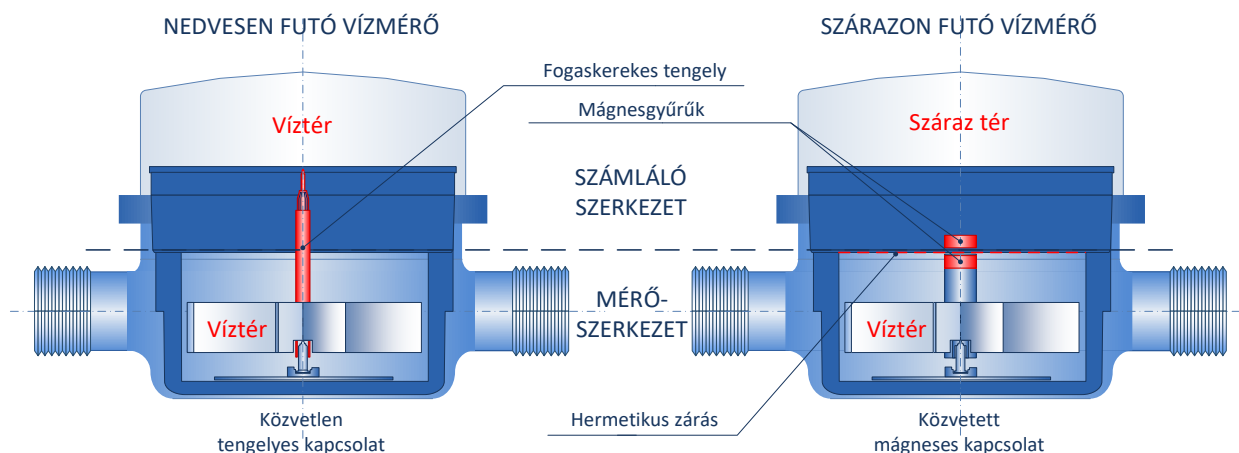 NEDVESEN FUTÓ VÍZMÉRŐ
SZÁRAZON FUTÓ VÍZMÉRŐ
Fogaskerekes tengely
Mágnesgyűrűk
Víztér
Száraz tér
SZÁMLÁLÓ
SZERKEZET
MÉRŐ-
SZERKEZET
Víztér
Víztér
Hermetikus zárás
Közvetlen
tengelyes kapcsolat
Közvetett
mágneses kapcsolat